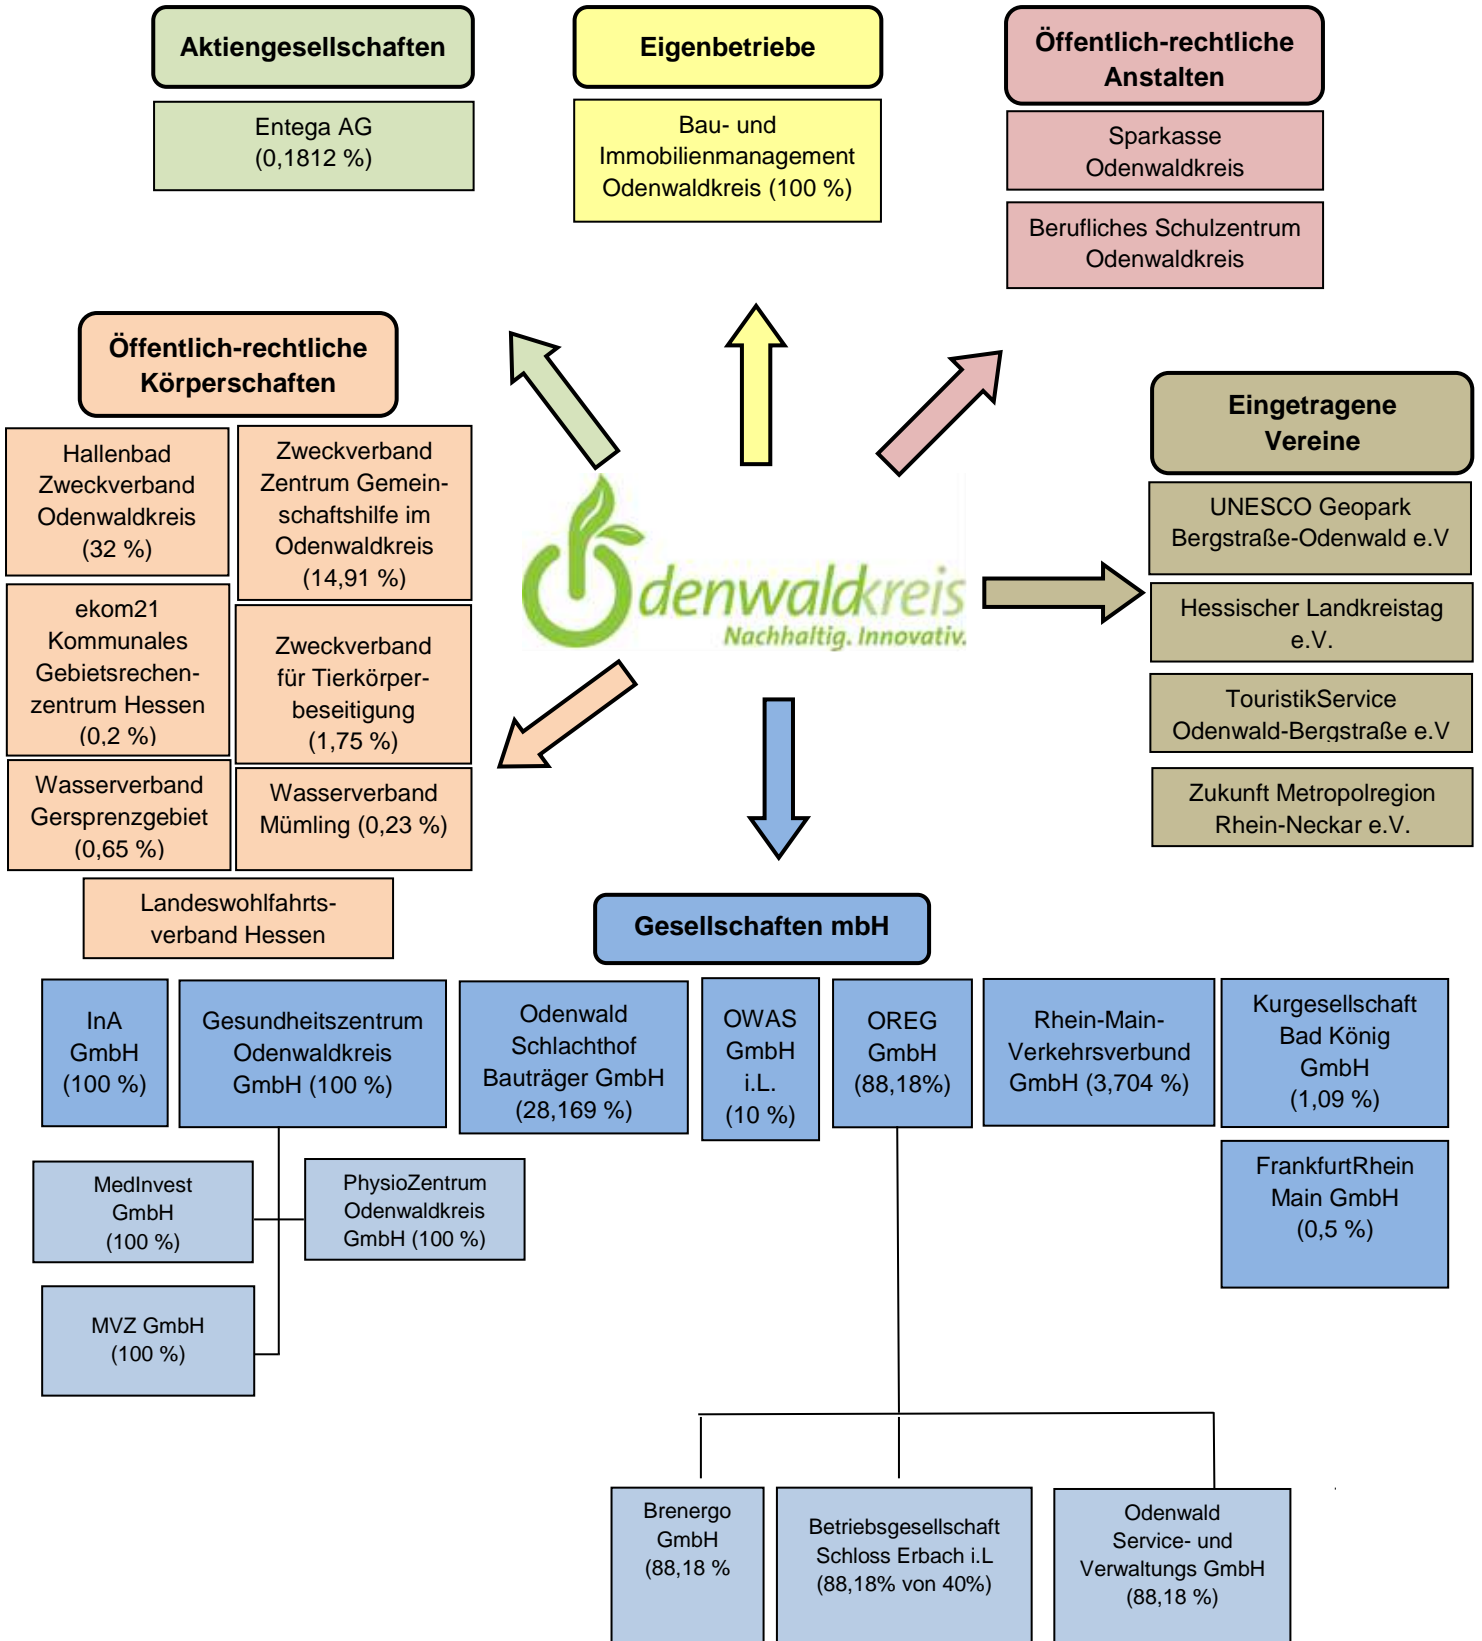 Aktiengesellschaften
Entega AG
(0,1812 %)
Eigenbetriebe
Bau- und
Immobilienmanagement
Odenwaldkreis (100 %)
Öffentlich-rechtliche
Anstalten
Sparkasse
Odenwaldkreis
Berufliches Schulzentrum
Odenwaldkreis
Öffentlich-rechtliche
Körperschaften
Hallenbad
Zweckverband
Odenwaldkreis
(32 %)
Zweckverband
Zentrum Gemein-
schaftshilfe im
Odenwaldkreis
(14,91 %)
ekom21
Kommunales
Gebietsrechen-
zentrum Hessen
(0,2 %)
Zweckverband
für Tierkörper-
beseitigung
(1,75 %)
Wasserverband
Gersprenzgebiet
(0,65 %)
Wasserverband
Mümling (0,23 %)
Landeswohlfahrts-
verband Hessen
Odenwaldkreis
Nachhaltig. Innovativ.
Eingetragene
Vereine
UNESCO Geopark
Bergstraße-Odenwald e.V
Hessischer Landkreistag
e.V.
TouristikService
Odenwald-Bergstraße e.V
Zukunft Metropolregion
Rhein-Neckar e.V.
Gesellschaften mbH
InA
GmbH
(100 %)
Gesundheitszentrum
Odenwaldkreis
GmbH (100 %)
Odenwald
Schlachthof
Bauträger GmbH
(28,169 %)
OWAS
GmbH
i.L.
(10 %)
OREG
GmbH
(88,18%)
Rhein-Main-
Verkehrsverbund
GmbH (3,704 %)
Kurgesellschaft
Bad König
GmbH
(1,09 %)
FrankfurtRhein
Main GmbH
(0,5 %)
MedInvest
GmbH
(100 %)
PhysioZentrum
Odenwaldkreis
GmbH (100 %)
MVZ GmbH
(100 %)
Brenergo
GmbH
(88,18 %
Betriebsgesellschaft
Schloss Erbach i.L
(88,18% von 40%)
Odenwald
Service- und
Verwaltungs GmbH
(88,18 %)